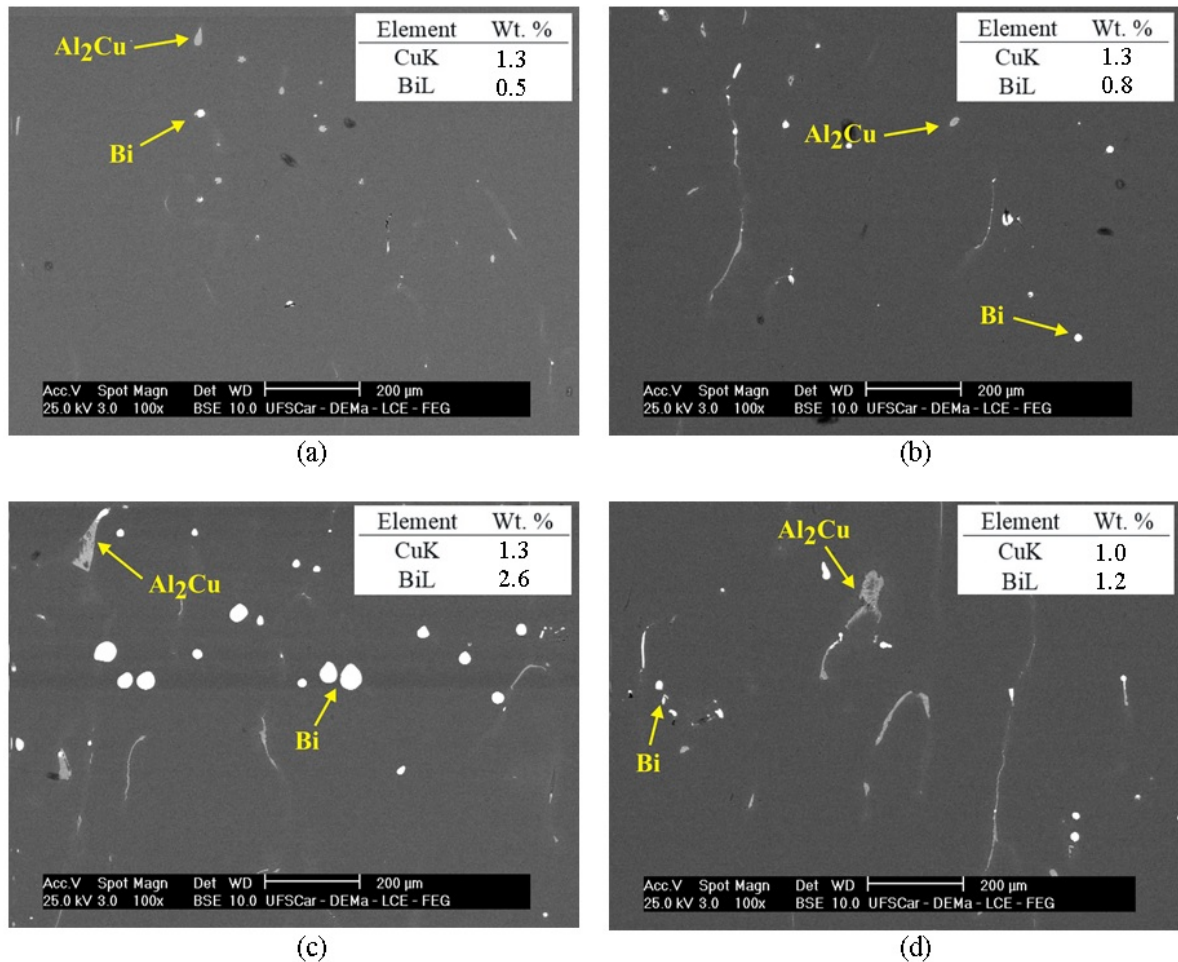 Al2Cu
Element Wt. %
CuK 1.3
BiL 0.5
Bi
Acc.V Spot Magn Det WD 200 µm
25.0 kV 3.0 100x BSE 10.0 UFSCar - DEMa - LCE - FEG
(a)
Element Wt. %
CuK 1.3
BiL 0.8
Al2Cu
Bi
Acc.V Spot Magn Det WD 200 µm
25.0 kV 3.0 100x BSE 10.0 UFSCar - DEMa - LCE - FEG
(b)
Element Wt. %
CuK 1.3
BiL 2.6
Al2Cu
Bi
Acc.V Spot Magn Det WD 200 µm
25.0 kV 3.0 100x BSE 10.0 UFSCar - DEMa - LCE - FEG
(c)
Al2Cu
Element Wt. %
CuK 1.0
BiL 1.2
Bi
Acc.V Spot Magn Det WD 200 µm
25.0 kV 3.0 100x BSE 10.0 UFSCar - DEMa - LCE - FEG
(d)